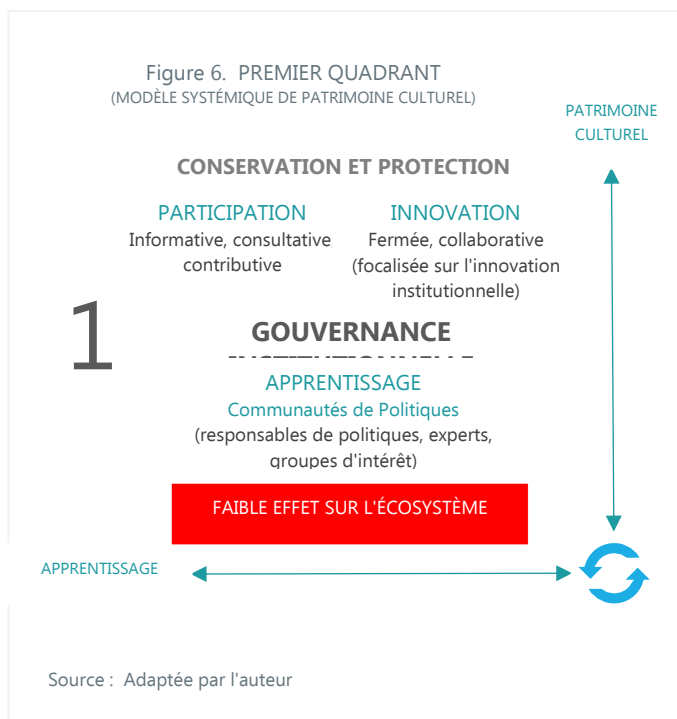 Figure 6. PREMIER QUADRANT
(MODÈLE SYSTÉMIQUE DE PATRIMOINE CULTUREL)
PATRIMOINE
CULTUREL
CONSERVATION ET PROTECTION
PARTICIPATION
Informative, consultative
contributive
INNOVATION
Fermée, collaborative
(focalisée sur l'innovation
institutionnelle)
1
GOUVERNANCE
INSTITUTIONNELLE
APPRENTISSAGE
Communautés de Politiques
(responsables de politiques, experts,
groupes d'intérêt)
FAIBLE EFFET SUR L'ÉCOSYSTÈME
APPRENTISSAGE
Source : Adaptée par l'auteur